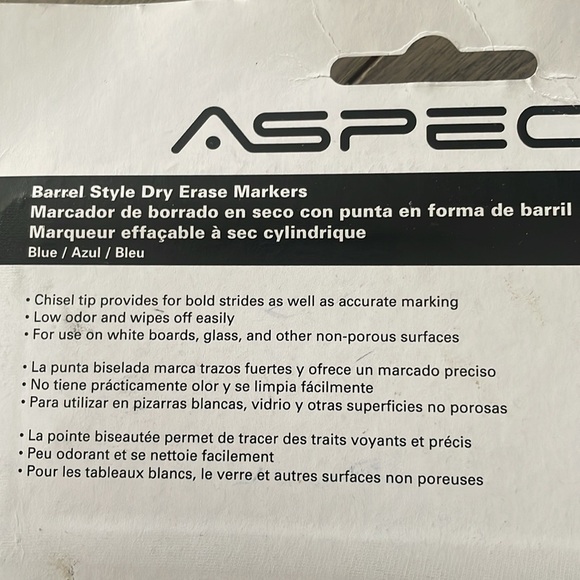 ASPEC
Barrel Style Dry Erase Markers
Marcador de borrado en seco con punta en forma de barril
Marqueur effaçable à sec cylindrique
Blue / Azul / Bleu
• Chisel tip provides for bold strides as well as accurate marking
• Low odor and wipes off easily
• For use on white boards, glass, and other non-porous surfaces
• La punta biselada marca trazos fuertes y ofrece un marcado preciso
• No tiene prácticamente olor y se limpia fácilmente
• Para utilizar en pizarras blancas, vidrio y otras superficies no porosas
• La pointe biseautée permet de tracer des traits voyants et précis
• Peu odorant et se nettoie facilement
• Pour les tableaux blancs, le verre et autres surfaces non poreuses